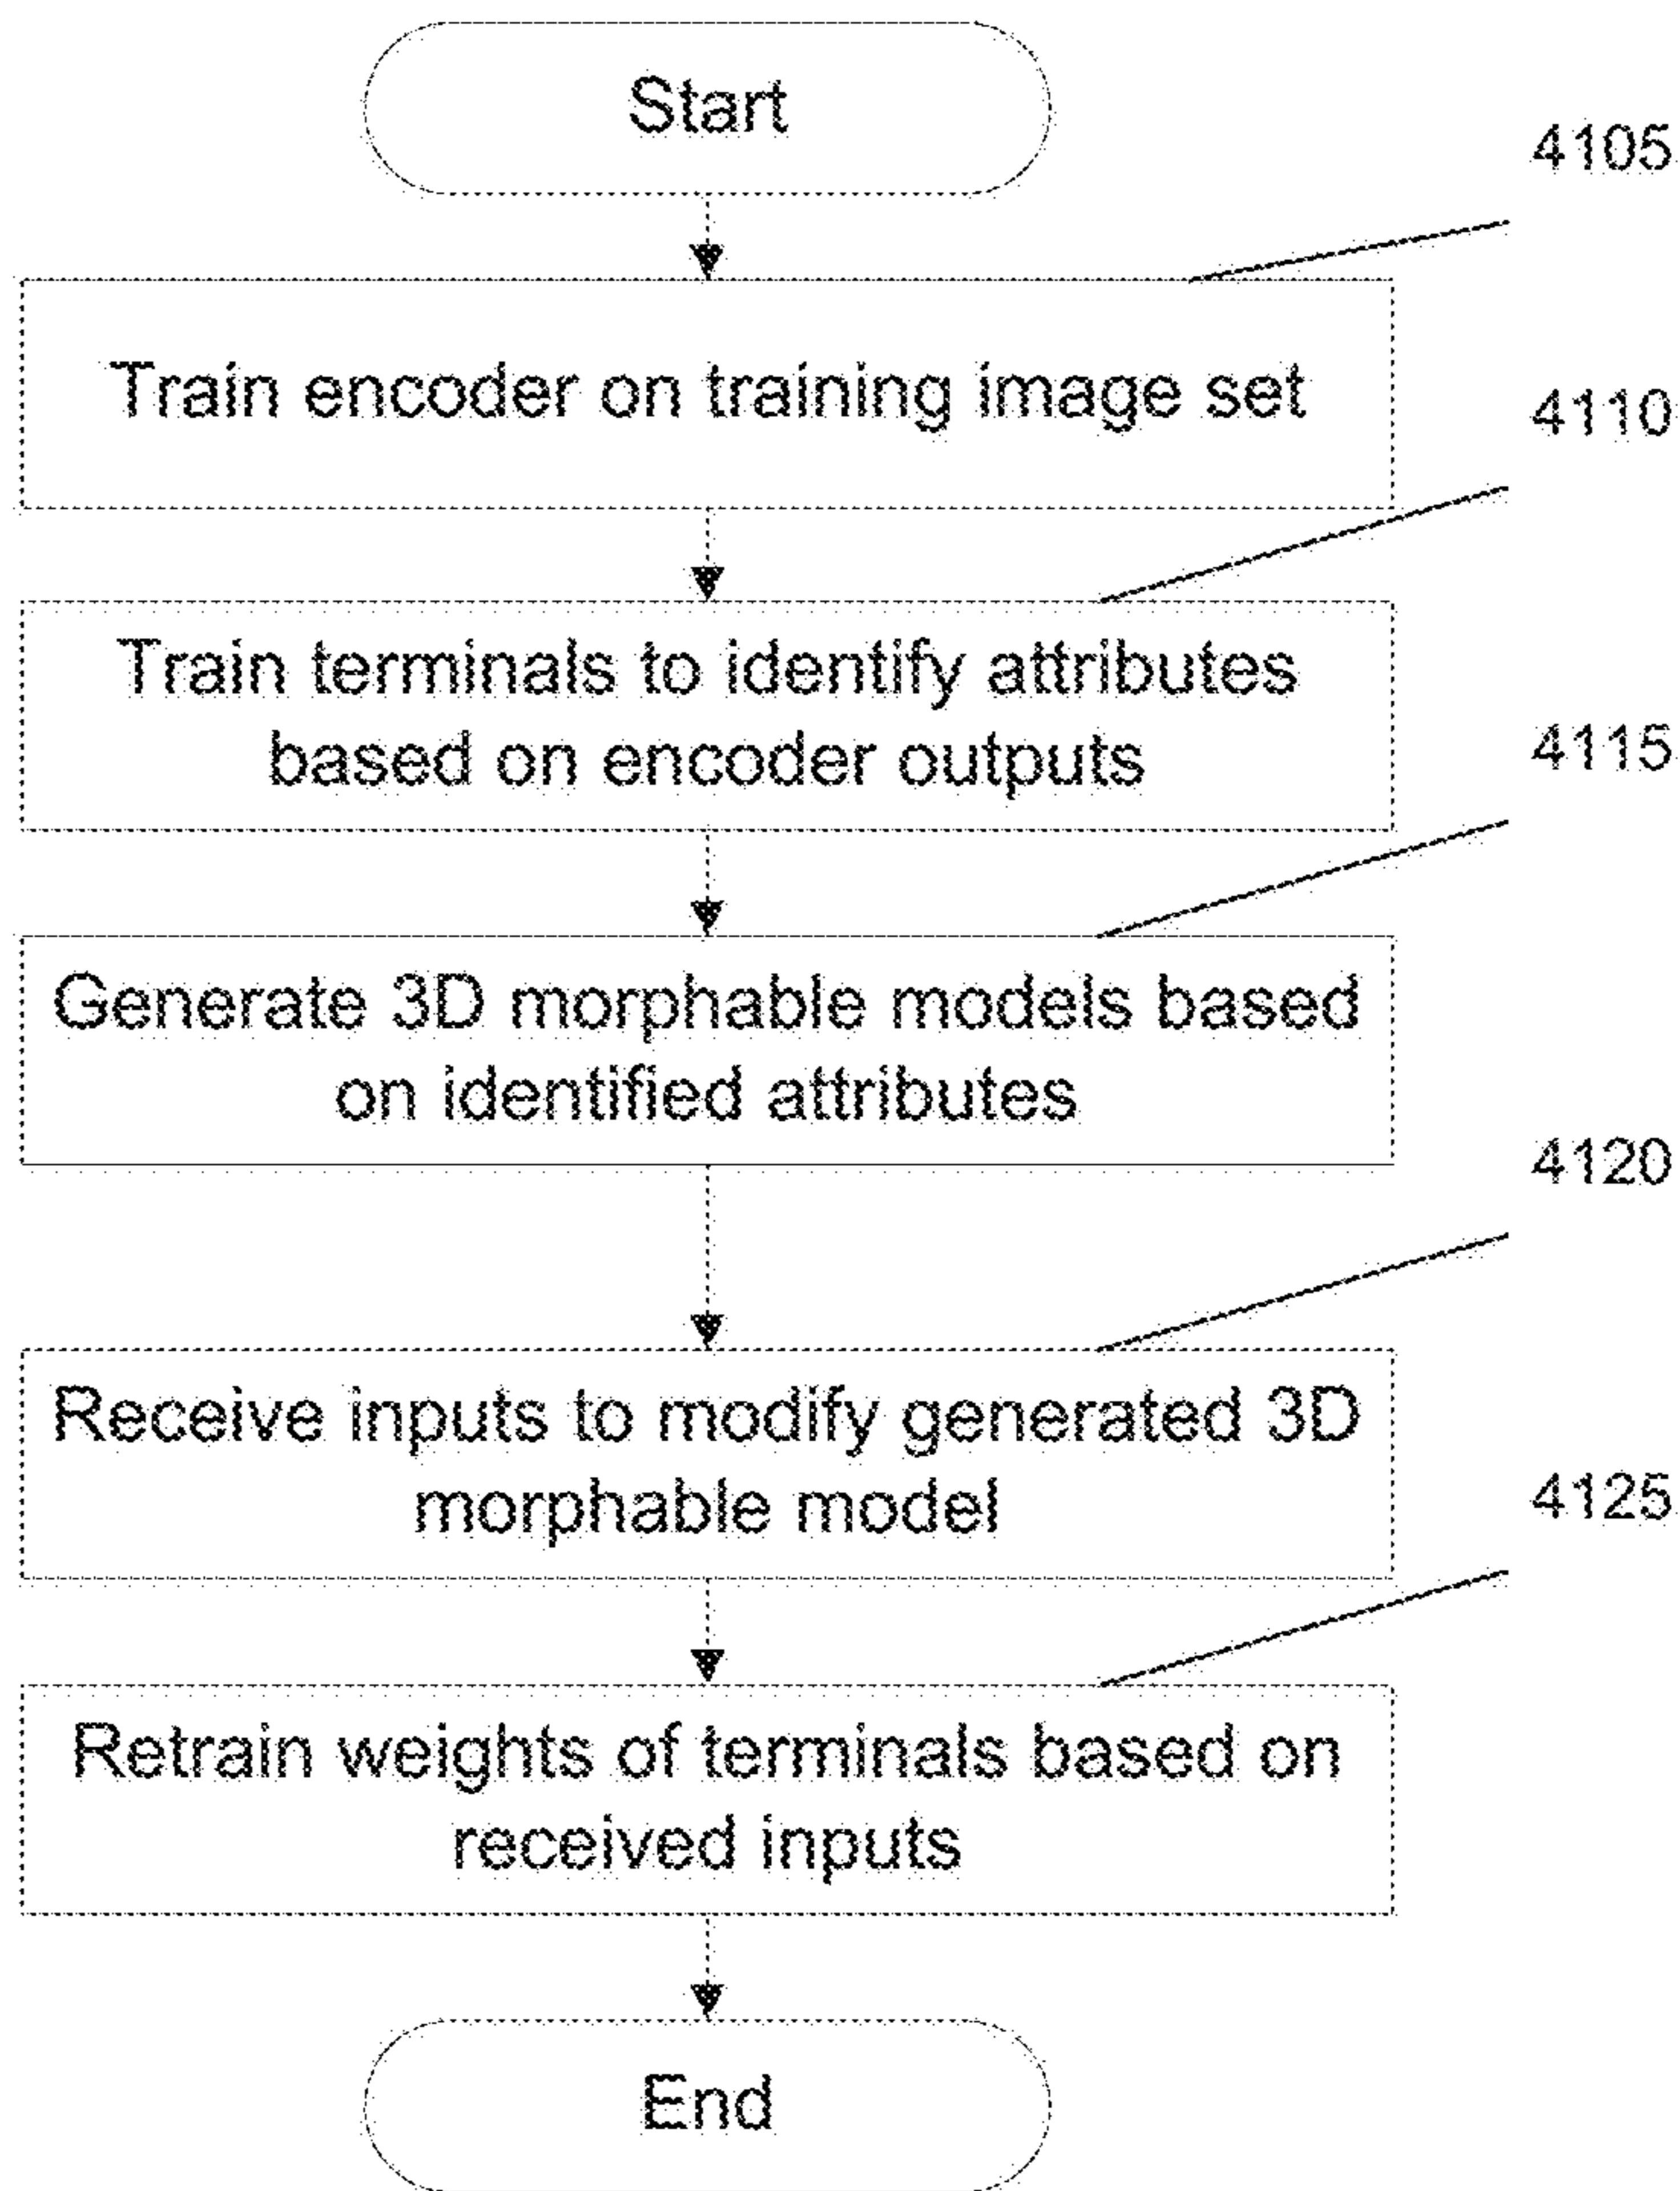 Start
4105
Train encoder on training image set
4110
Train terminals to identify attributes
based on encoder outputs
4115
Generate 3D morphable models based
on identified attributes
4120
Receive inputs to modify generated 3D
morphable model
4125
Retrain weights of terminals based on
received inputs
End